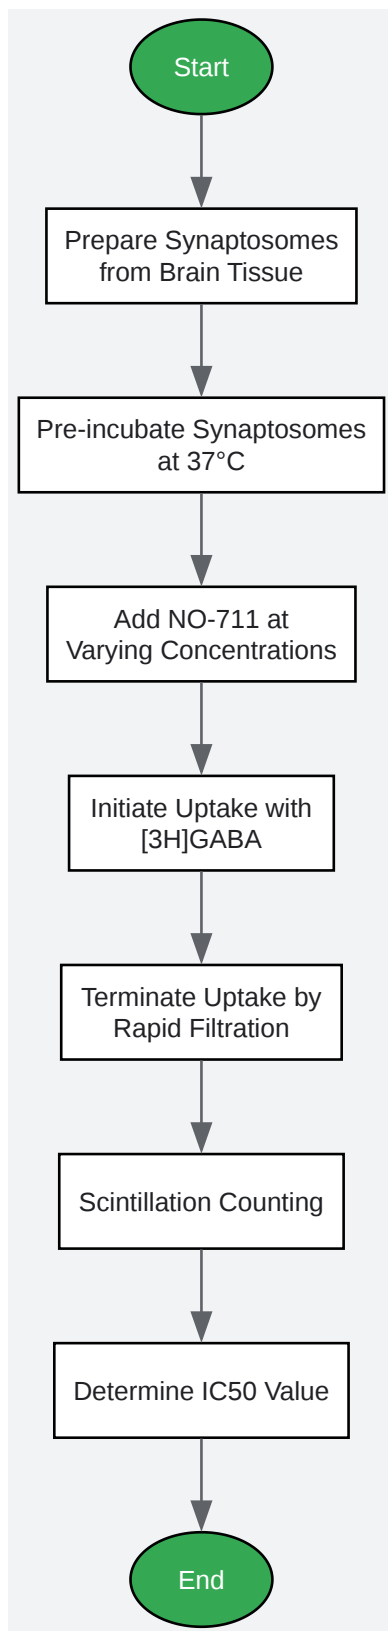 Start
Prepare Synaptosomes
from Brain Tissue
Pre-incubate Synaptosomes
at 37°C
Add NO-711 at
Varying Concentrations
Initiate Uptake with
[3H]GABA
Terminate Uptake by
Rapid Filtration
Scintillation Counting
Determine IC50 Value
End